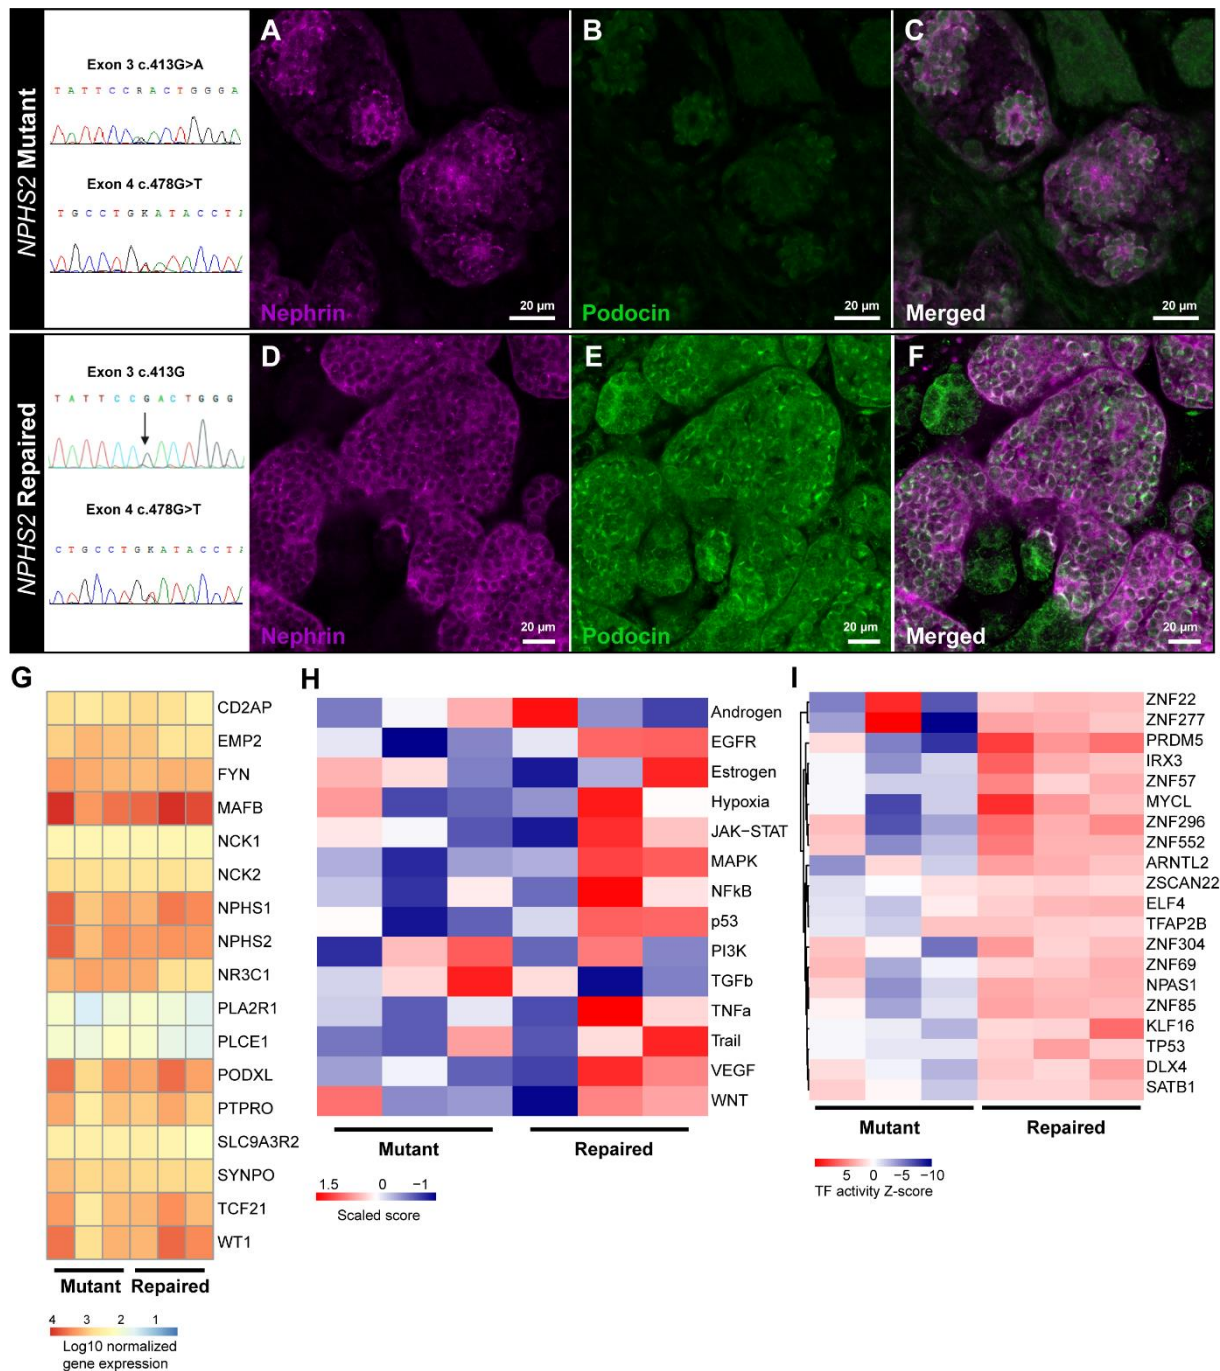 NPHS2 Mutant
Exon 3 c.413G>A
T A T T C C R A C T G G G A
Exon 4 c.478G>T
T G C C T G K A T A C C T A
A
Nephrin
20 µm
B
Podocin
20 µm
C
Merged
20 µm
NPHS2 Repaired
Exon 3 c.413G
T A T T C C G A C T G G G
Exon 4 c.478G>T
C T G C C T G K A T A C C T A
D
Nephrin
20 µm
E
Podocin
20 µm
F
Merged
20 µm
G
CD2AP
EMP2
FYN
MAFB
NCK1
NCK2
NPHS1
NPHS2
NR3C1
PLA2R1
PLCE1
PODXL
PTPRO
SLC9A3R2
SYNPO
TCF21
WT1
Mutant Repaired
4 3 2 1
Log10 normalized
gene expression
H
Androgen
EGFR
Estrogen
Hypoxia
JAK−STAT
MAPK
NFkB
p53
PI3K
TGFb
TNFa
Trail
VEGF
WNT
Mutant Repaired
1.5 0 −1
Scaled score
I
ZNF22
ZNF277
PRDM5
IRX3
ZNF57
MYCL
ZNF296
ZNF552
ARNTL2
ZSCAN22
ELF4
TFAP2B
ZNF304
ZNF69
NPAS1
ZNF85
KLF16
TP53
DLX4
SATB1
Mutant Repaired
5 0 −5 −10
TF activity Z-score